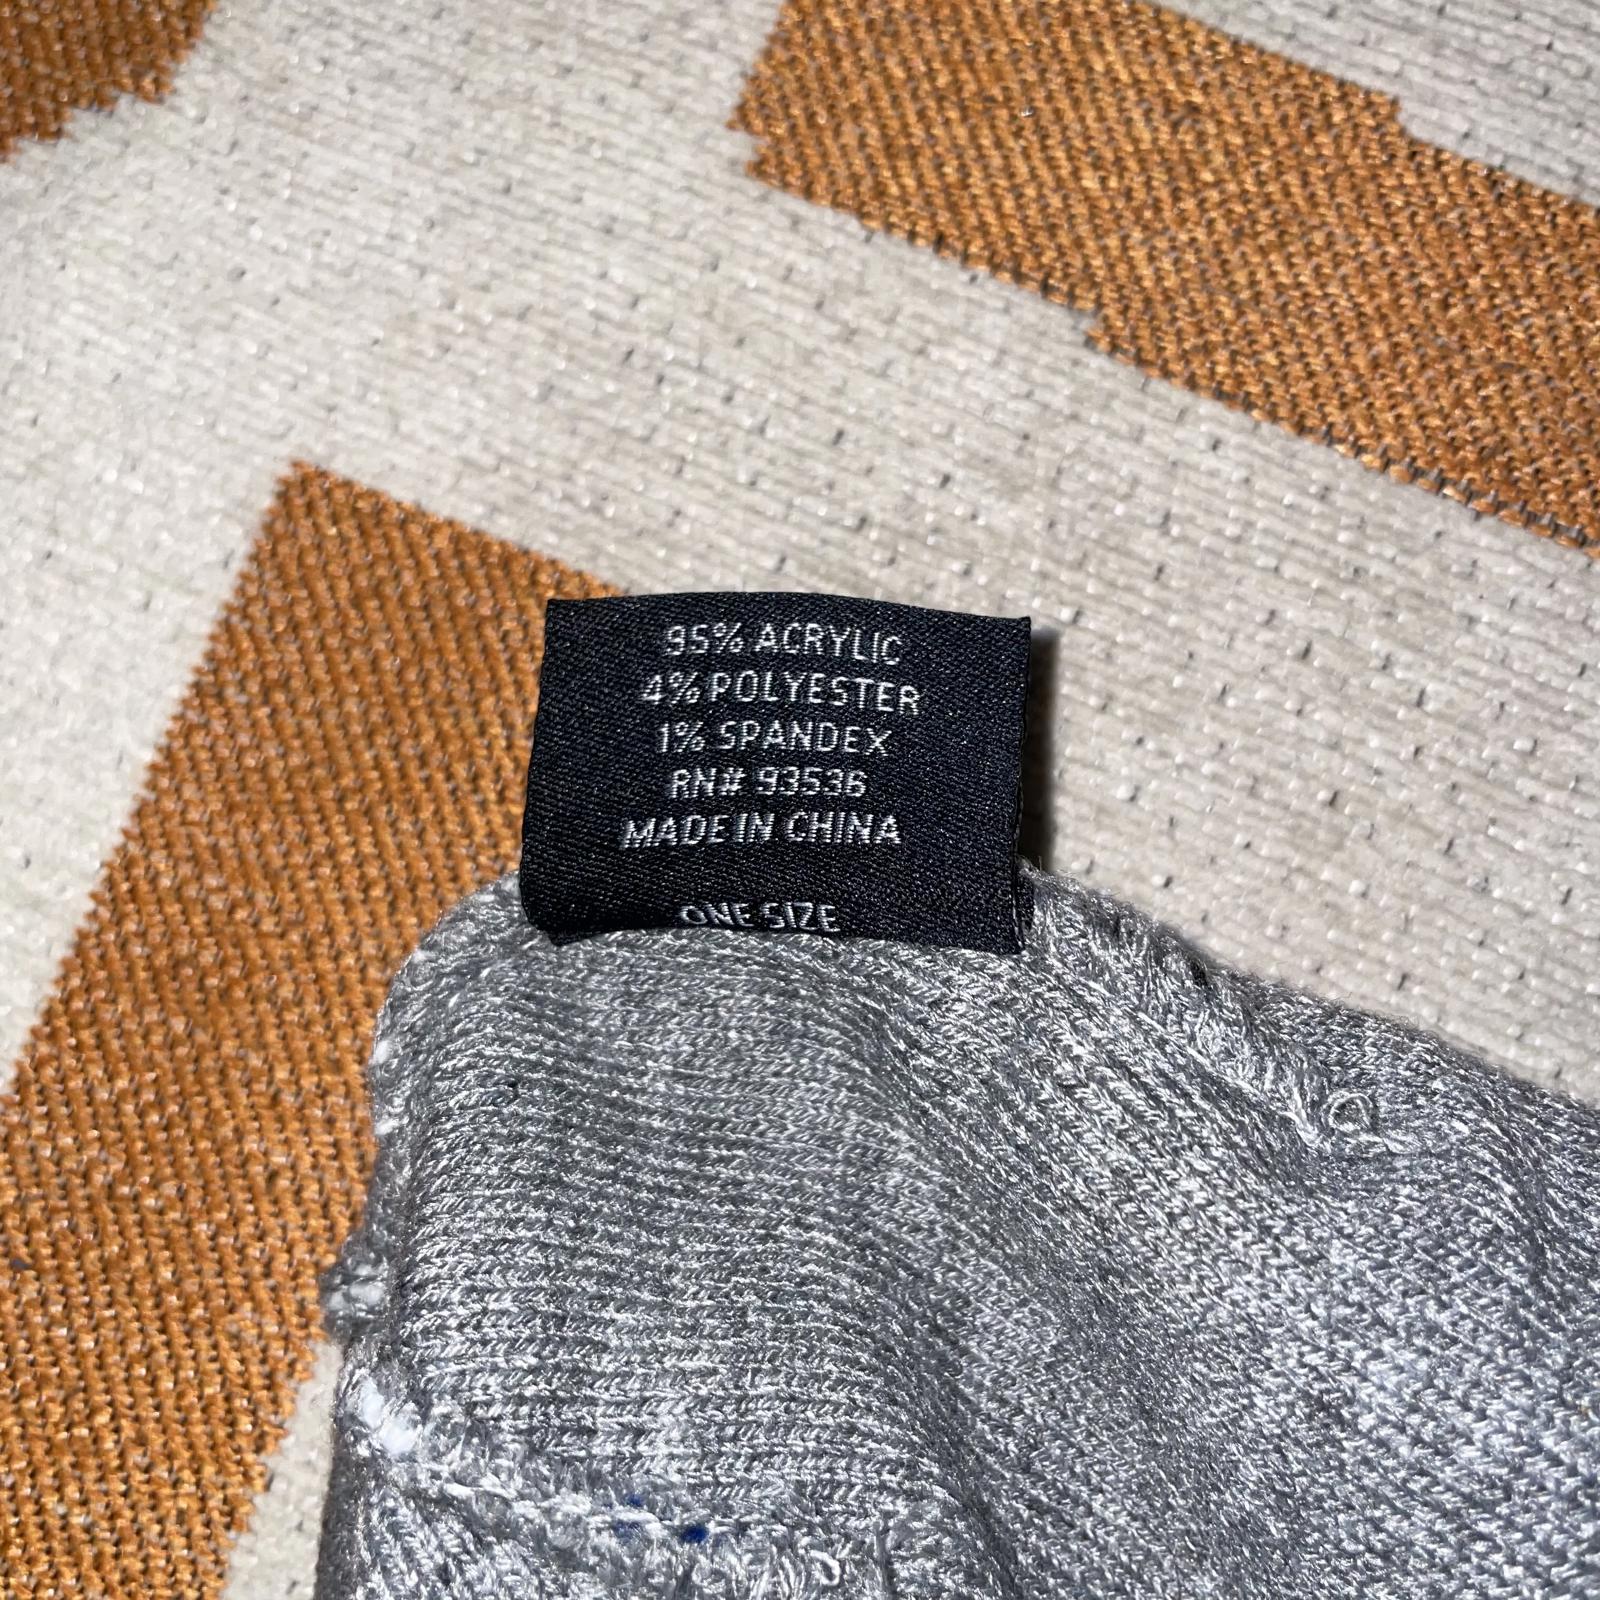 95% ACRYLIC
4% POLYESTER
1% SPANDEX
RN# 93536
MADE IN CHINA
ONE SIZE